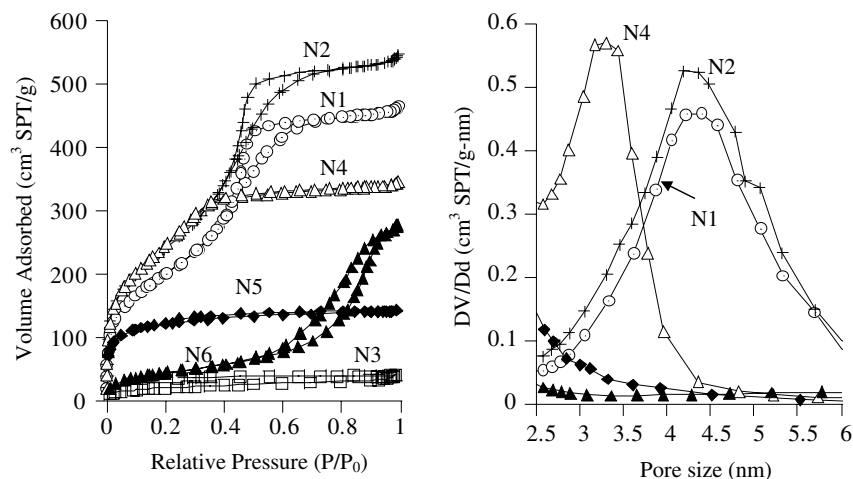 600
500
400
300
200
100
0
Volume Adsorbed (cm³ SPT/g)
N2
N1
N4
N5
N6
N3
0
0.2
0.4
0.6
0.8
1
Relative Pressure (P/P₀)
0.6
0.5
0.4
0.3
0.2
0.1
0
DV/Dd (cm³ SPT/g-nm)
N4
N2
N1
2.5
3
3.5
4
4.5
5
5.5
6
Pore size (nm)